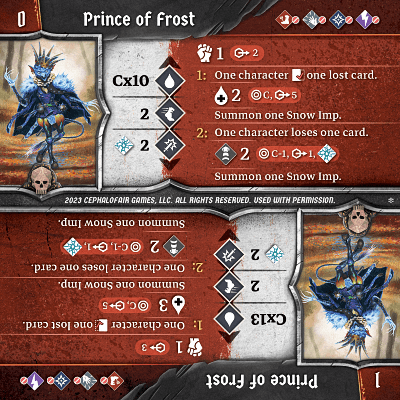 0
Prince of Frost
Cx10
2
2
1 2
1: One character one lost card.
2 C, 5
Summon one Snow Imp.
2: One character loses one card.
2 C-1, 1,
Summon one Snow Imp.
2023 CEPHALOFAIR GAMES, LLC. ALL RIGHTS RESERVED. USED WITH PERMISSION.
1
Prince of Frost
Cx13
2
2
1 3
1: One character one lost card.
3 C, 5
Summon one Snow Imp.
2: One character loses one card.
2 C-1, 1,
Summon one Snow Imp.